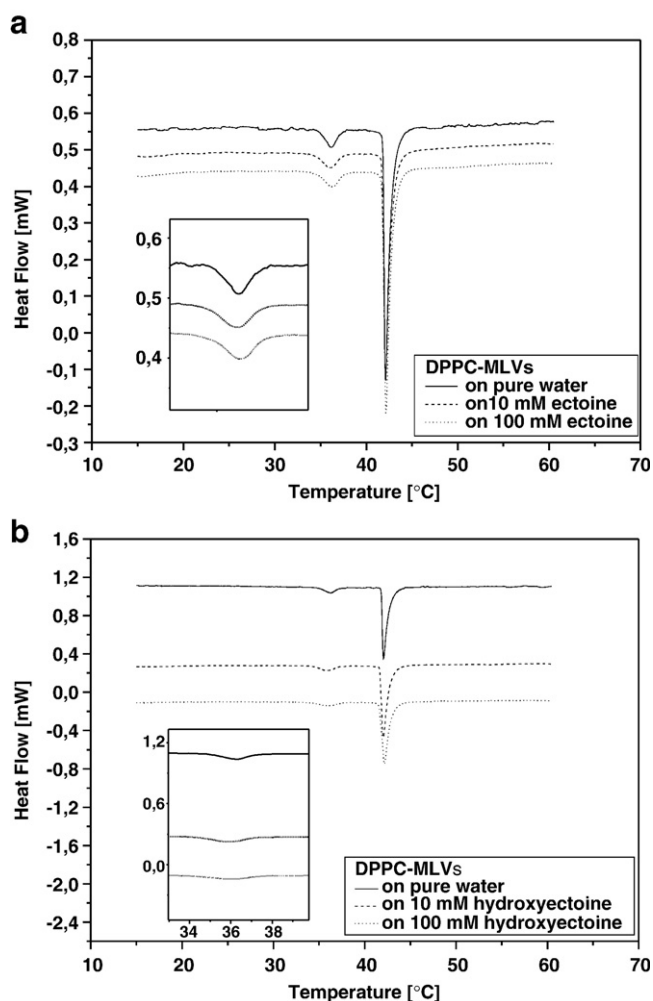 a
0,8
0,7
0,6
0,5
0,4
0,3
0,2
0,1
0,0
-0,1
-0,2
-0,3
Heat Flow [mW]
0,6
0,5
0,4
DPPC-MLVs
on pure water
on10 mM ectoine
on 100 mM ectoine
10 20 30 40 50 60 70
Temperature [°C]
b
1,6
1,2
0,8
0,4
0,0
-0,4
-0,8
-1,2
-1,6
-2,0
-2,4
Heat Flow [mW]
1,2
0,6
0,0
34 36 38
DPPC-MLVs
on pure water
on 10 mM hydroxyectoine
on 100 mM hydroxyectoine
10 20 30 40 50 60 70
Temperature [°C]